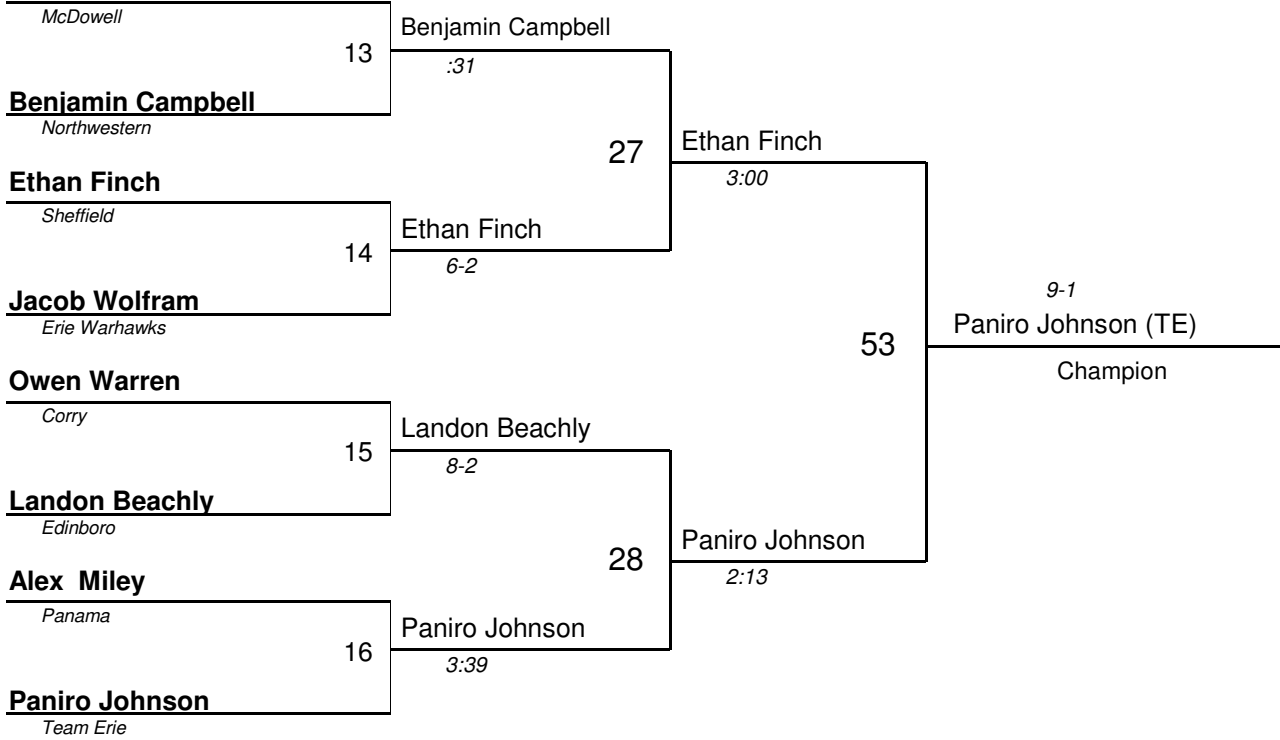 McDowell
13
Benjamin Campbell
:31
Benjamin Campbell
Northwestern
27
Ethan Finch
3:00
Ethan Finch
Sheffield
14
Ethan Finch
6-2
Jacob Wolfram
Erie Warhawks
9-1
Paniro Johnson (TE)
53
Champion
Owen Warren
Corry
15
Landon Beachly
8-2
Landon Beachly
Edinboro
28
Paniro Johnson
2:13
Alex  Miley
Panama
16
Paniro Johnson
3:39
Paniro Johnson
Team Erie